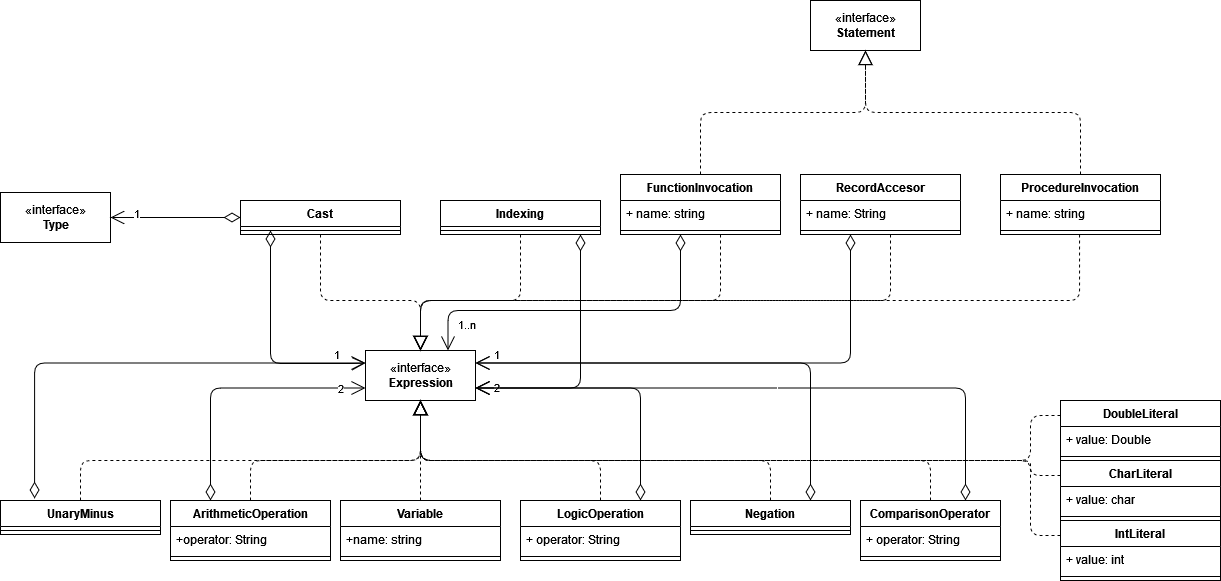 «interface»
Statement
«interface»
Type
1
Cast
Indexing
FunctionInvocation
+ name: string
RecordAccesor
+ name: String
ProcedureInvocation
+ name: string
1..n
1
1
«interface»
Expression
2
2
UnaryMinus
ArithmeticOperation
+operator: String
Variable
+name: string
LogicOperation
+ operator: String
Negation
ComparisonOperator
+ operator: String
DoubleLiteral
+ value: Double
CharLiteral
+ value: char
IntLiteral
+ value: int